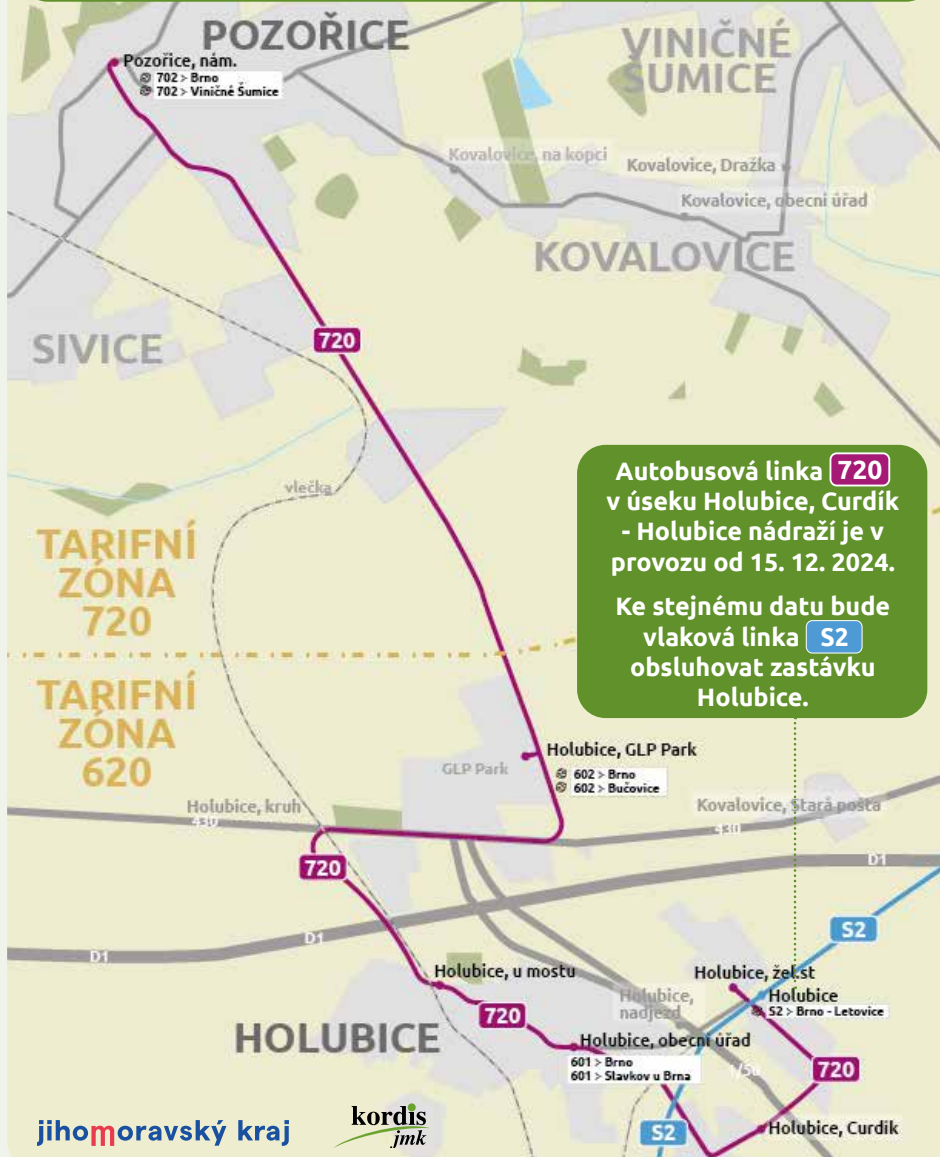 POZOŘICE
Pozořice, nám.
702 > Brno
702 > Viničné Šumice
VINIČNÉ
ŠUMICE
Kovalovice, na kopci
Kovalovice, Dražka
Kovalovice, obecní úřad
KOVALOVICE
SIVICE
720
vlečka
Autobusová linka 720
v úseku Holubice, Curdík
- Holubice nádraží je v
provozu od 15. 12. 2024.
Ke stejnému datu bude
vlaková linka S2
obsluhovat zastávku
Holubice.
TARIFNÍ
ZÓNA
720
TARIFNÍ
ZÓNA
620
Holubice, GLP Park
GLP Park
602 > Brno
602 > Bučovice
Holubice, kruh
430
Kovalovice, Stará pošta
430
720
D1
S2
D1
D1
Holubice, u mostu
Holubice, žel.st
Holubice,
nadjezd
Holubice
S2 > Brno - Letovice
720
HOLUBICE
Holubice, obecní úřad
601 > Brno
601 > Slavkov u Brna
I/50
720
S2
Holubice, Curdík
jihomoravský kraj
kordis
jmk